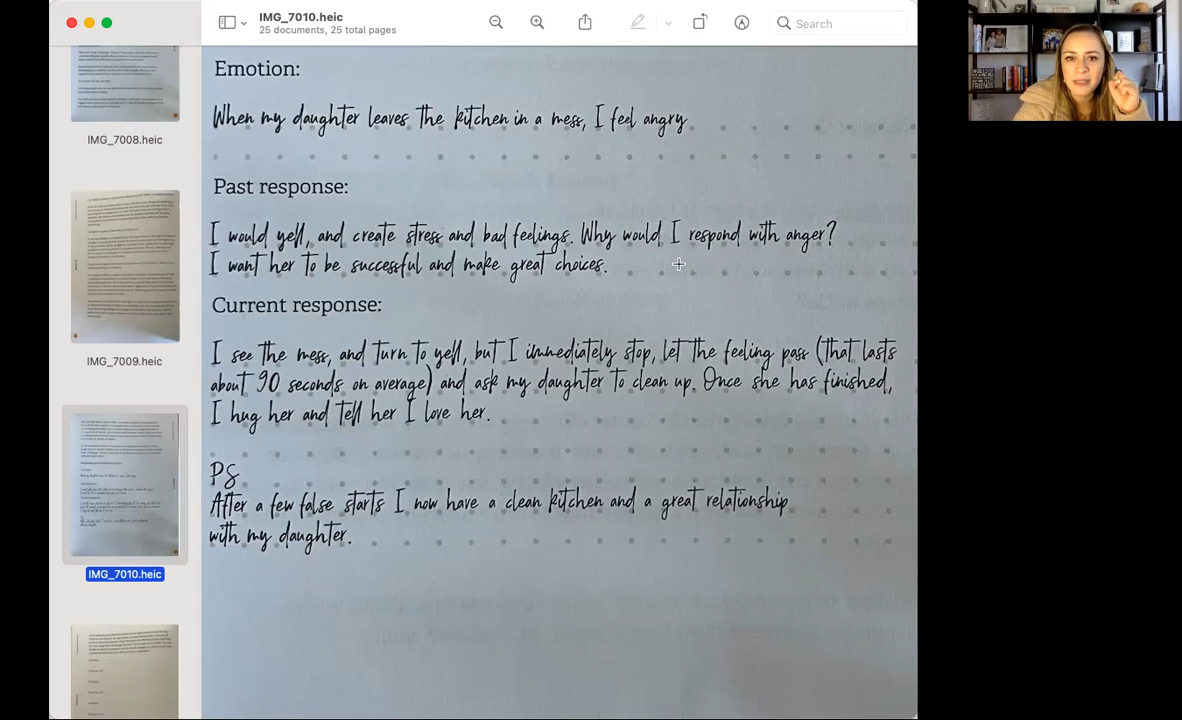 IMG_7010.heic
25 documents, 25 total pages
Search
IMG_7008.heic
IMG_7009.heic
IMG_7010.heic
Emotion:
When my daughter leaves the kitchen in a mess, I feel angry
Past response:
I would yell, and create stress and bad feelings. Why would I respond with anger?
I want her to be successful and make great choices.
Current response:
I see the mess, and turn to yell, but I immediately stop, let the feeling pass (that lasts
about 90 seconds on average) and ask my daughter to clean up. Once she has finished,
I hug her and tell her I love her.
PS
After a few false starts I now have a clean kitchen and a great relationship
with my daughter.